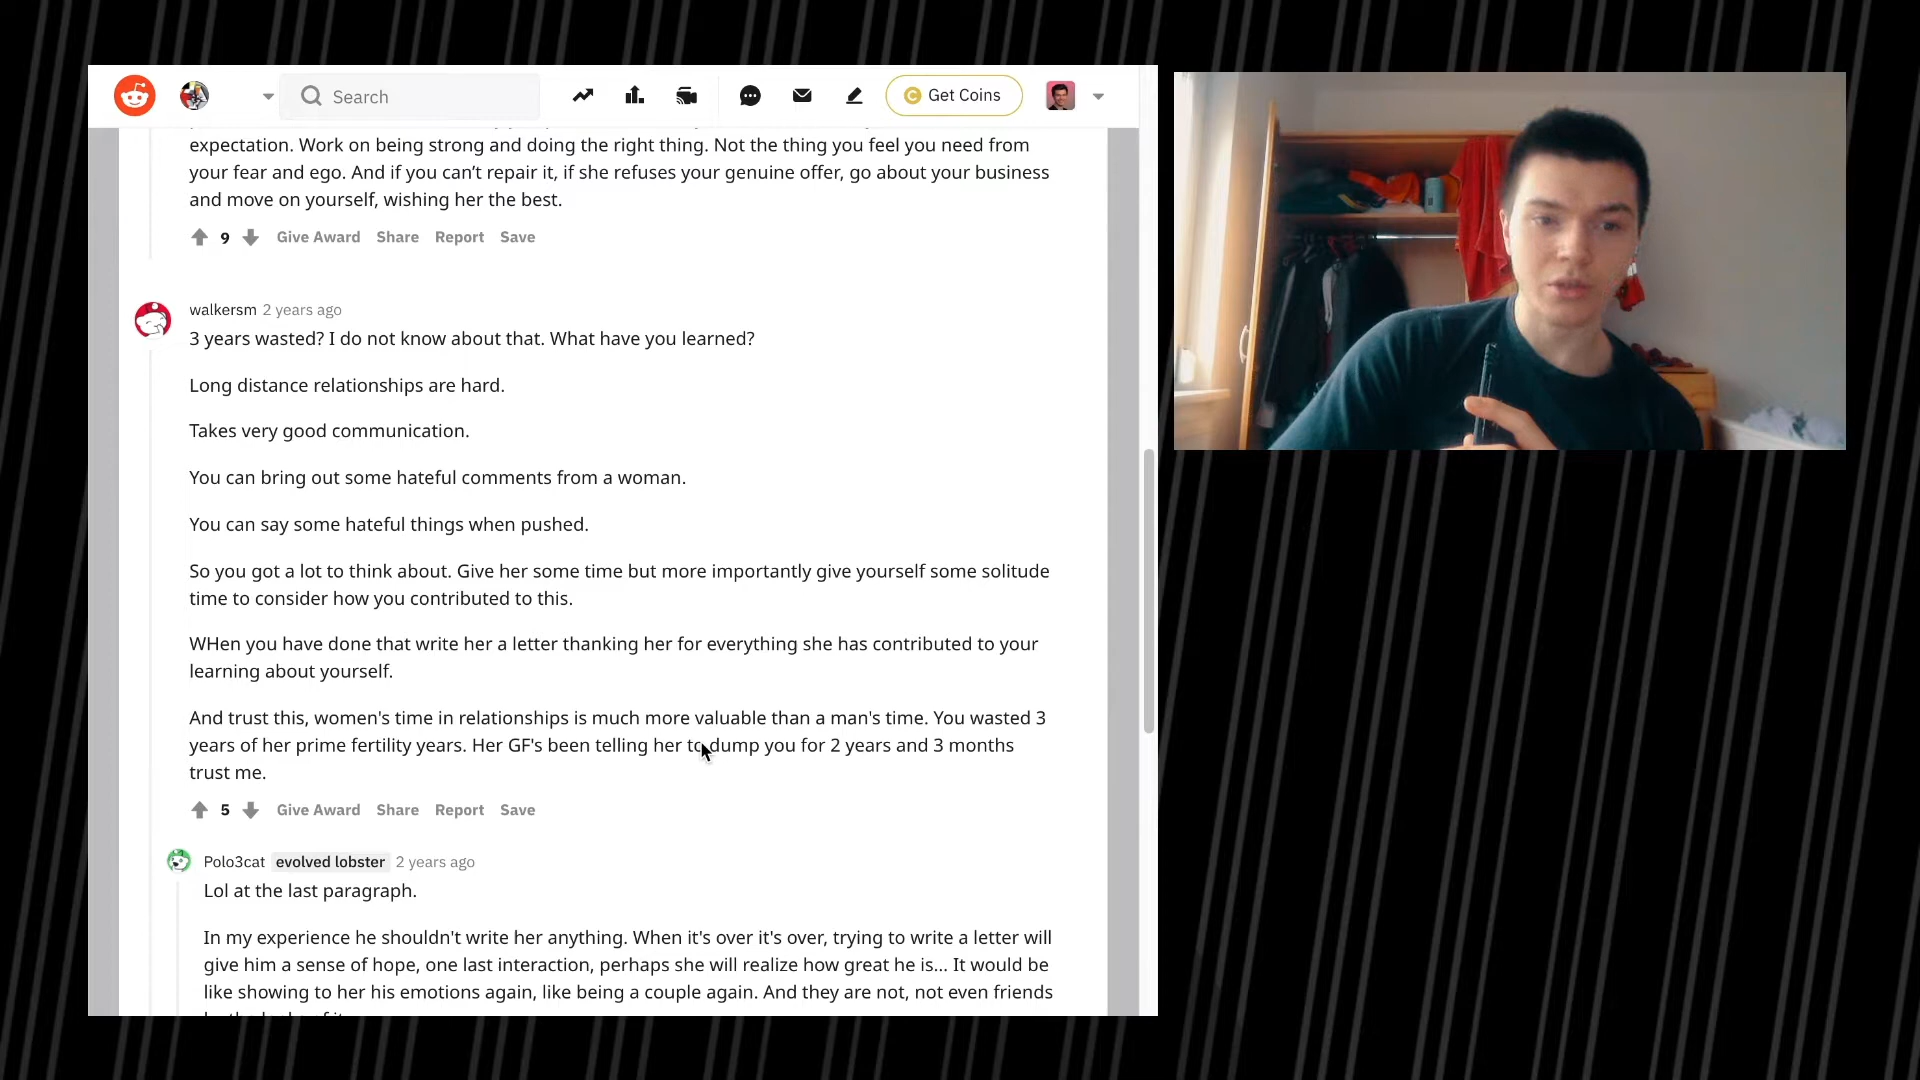 Search
Get Coins
expectation. Work on being strong and doing the right thing. Not the thing you feel you need from
your fear and ego. And if you can’t repair it, if she refuses your genuine offer, go about your business
and move on yourself, wishing her the best.
9 Give Award Share Report Save
walkersm 2 years ago
3 years wasted? I do not know about that. What have you learned?
Long distance relationships are hard.
Takes very good communication.
You can bring out some hateful comments from a woman.
You can say some hateful things when pushed.
So you got a lot to think about. Give her some time but more importantly give yourself some solitude
time to consider how you contributed to this.
WHen you have done that write her a letter thanking her for everything she has contributed to your
learning about yourself.
And trust this, women's time in relationships is much more valuable than a man's time. You wasted 3
years of her prime fertility years. Her GF's been telling her to dump you for 2 years and 3 months
trust me.
5 Give Award Share Report Save
Polo3cat evolved lobster 2 years ago
Lol at the last paragraph.
In my experience he shouldn't write her anything. When it's over it's over, trying to write a letter will
give him a sense of hope, one last interaction, perhaps she will realize how great he is... It would be
like showing to her his emotions again, like being a couple again. And they are not, not even friends